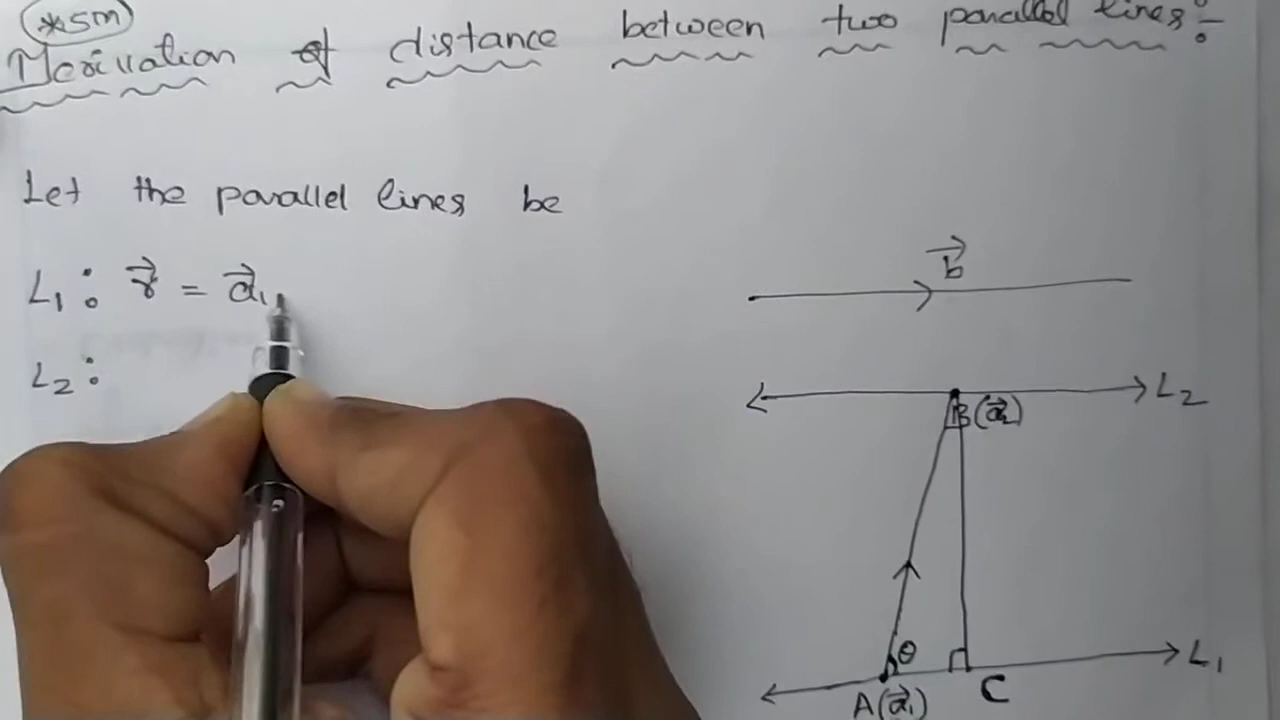 *5m
Derivation of distance between two parallel lines:-
Let the parallel lines be
L₁: r⃗ = a⃗₁
L₂:
b⃗
L₂
B(a⃗₂)
θ
L₁
A(a⃗₁)
C